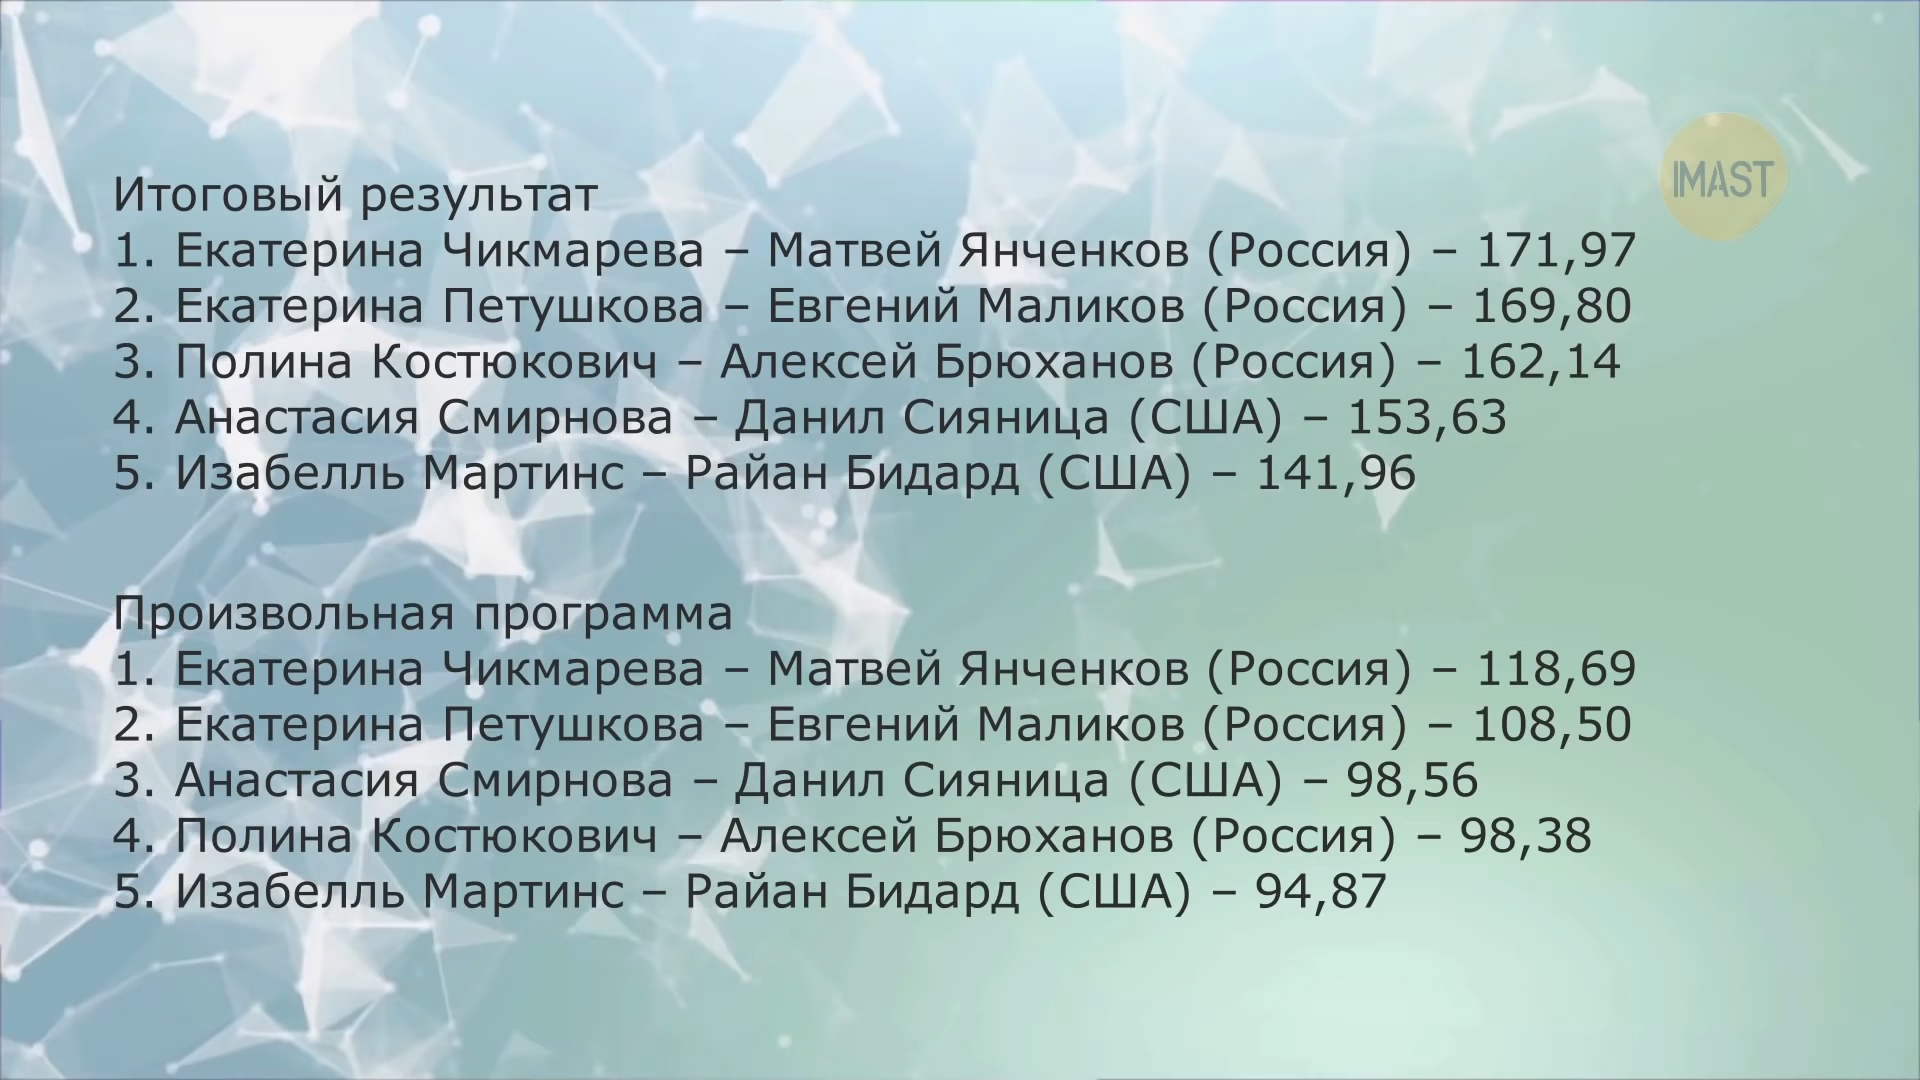 IMAST
Итоговый результат
1. Екатерина Чикмарева – Матвей Янченков (Россия) – 171,97
2. Екатерина Петушкова – Евгений Маликов (Россия) – 169,80
3. Полина Костюкович – Алексей Брюханов (Россия) – 162,14
4. Анастасия Смирнова – Данил Сияница (США) – 153,63
5. Изабелль Мартинс – Райан Бидард (США) – 141,96
Произвольная программа
1. Екатерина Чикмарева – Матвей Янченков (Россия) – 118,69
2. Екатерина Петушкова – Евгений Маликов (Россия) – 108,50
3. Анастасия Смирнова – Данил Сияница (США) – 98,56
4. Полина Костюкович – Алексей Брюханов (Россия) – 98,38
5. Изабелль Мартинс – Райан Бидард (США) – 94,87